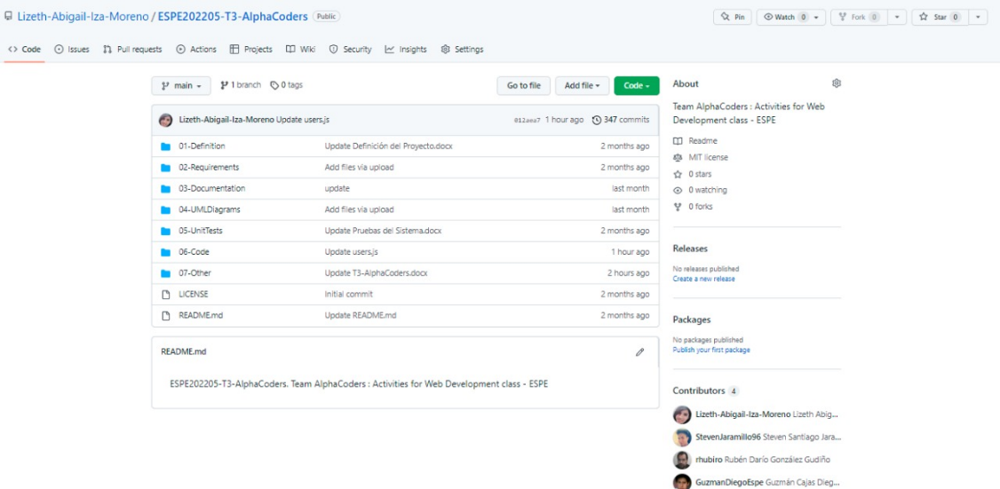 Lizeth-Abigail-Iza-Moreno / ESPE202205-T3-AlphaCoders Public
Pin Watch 0 Fork 0 Star 0
Code Issues Pull requests Actions Projects Wiki Security Insights Settings
main 1 branch 0 tags Go to file Add file Code
Lizeth-Abigail-Iza-Moreno Update users.js 012aea7 1 hour ago 347 commits
01-Definition Update Definición del Proyecto.docx 2 months ago
02-Requirements Add files via upload 2 months ago
03-Documentation update last month
04-UMLDiagrams Add files via upload last month
05-UnitTests Update Pruebas del Sistema.docx 2 months ago
06-Code Update users.js 1 hour ago
07-Other Update T3-AlphaCoders.docx 2 hours ago
LICENSE Initial commit 2 months ago
README.md Update README.md 2 months ago
README.md
ESPE202205-T3-AlphaCoders. Team AlphaCoders : Activities for Web Development class - ESPE
About
Team AlphaCoders : Activities for Web
Development class - ESPE
Readme
MIT license
0 stars
0 watching
0 forks
Releases
No releases published
Create a new release
Packages
No packages published
Publish your first package
Contributors 4
Lizeth-Abigail-Iza-Moreno Lizeth Abig...
StevenJaramillo96 Steven Santiago Jara...
rhubiro Rubén Darío González Gudiño
GuzmanDiegoEspe Guzmán Cajas Dieg...